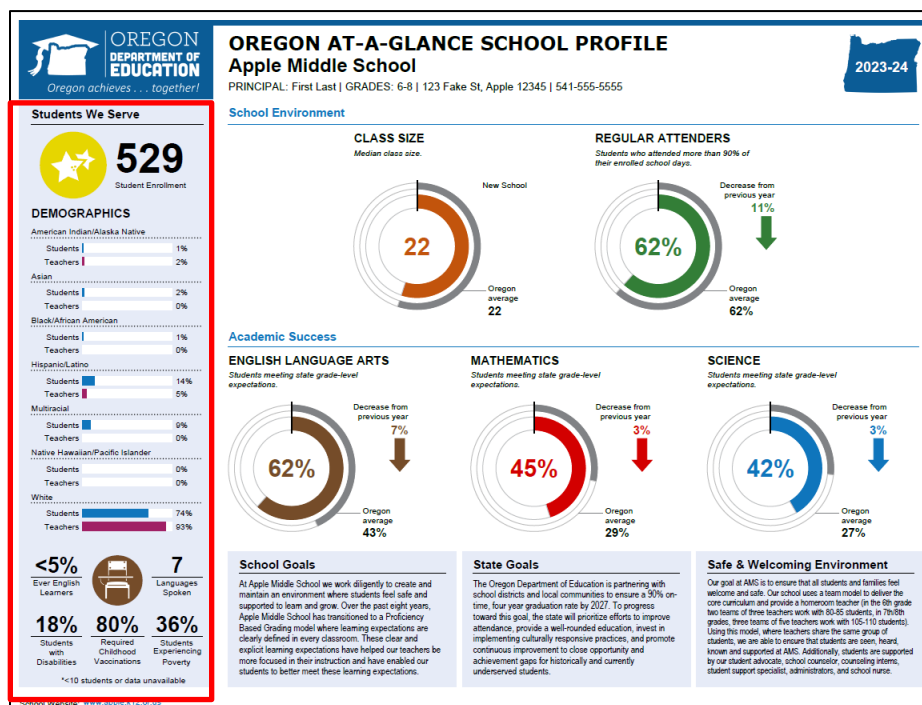 OREGON
DEPARTMENT OF
EDUCATION
Oregon achieves . . . together!
OREGON AT-A-GLANCE SCHOOL PROFILE
Apple Middle School
PRINCIPAL: First Last | GRADES: 6-8 | 123 Fake St, Apple 12345 | 541-555-5555
2023-24
Students We Serve
529
Student Enrollment
DEMOGRAPHICS
American Indian/Alaska Native
Students 1%
Teachers 2%
Asian
Students 2%
Teachers 0%
Black/African American
Students 1%
Teachers 0%
Hispanic/Latino
Students 14%
Teachers 5%
Multiracial
Students 9%
Teachers 0%
Native Hawaiian/Pacific Islander
Students 0%
Teachers 0%
White
Students 74%
Teachers 93%
<5%
Ever English
Learners
7
Languages
Spoken
18%
Students
with
Disabilities
80%
Required
Childhood
Vaccinations
36%
Students
Experiencing
Poverty
*<10 students or data unavailable
School Website: www.apple.k12.or.us
School Environment
CLASS SIZE
Median class size.
New School
22
Oregon
average
22
REGULAR ATTENDERS
Students who attended more than 90% of
their enrolled school days.
Decrease from
previous year
11%
62%
Oregon
average
62%
Academic Success
ENGLISH LANGUAGE ARTS
Students meeting state grade-level
expectations.
Decrease from
previous year
7%
62%
Oregon
average
43%
MATHEMATICS
Students meeting state grade-level
expectations.
Decrease from
previous year
3%
45%
Oregon
average
29%
SCIENCE
Students meeting state grade-level
expectations.
Decrease from
previous year
3%
42%
Oregon
average
27%
School Goals
At Apple Middle School we work diligently to create and
maintain an environment where students feel safe and
supported to learn and grow. Over the past eight years,
Apple Middle School has transitioned to a Proficiency
Based Grading model where learning expectations are
clearly defined in every classroom. These clear and
explicit learning expectations have helped our teachers be
more focused in their instruction and have enabled our
students to better meet these learning expectations.
State Goals
The Oregon Department of Education is partnering with
school districts and local communities to ensure a 90% on-
time, four year graduation rate by 2027. To progress
toward this goal, the state will prioritize efforts to improve
attendance, provide a well-rounded education, invest in
implementing culturally responsive practices, and promote
continuous improvement to close opportunity and
achievement gaps for historically and currently
underserved students.
Safe & Welcoming Environment
Our goal at AMS is to ensure that all students and families feel
welcome and safe. Our school uses a team model to deliver the
core curriculum and provide a homeroom teacher (in the 6th grade
two teams of three teachers work with 80-85 students, in 7th/8th
grades, three teams of five teachers work with 105-110 students).
Using this model, where teachers share the same group of
students, we are able to ensure that students are seen, heard,
known and supported at AMS. Additionally, students are supported
by our student advocate, school counselor, counseling interns,
student support specialist, administrators, and school nurse.